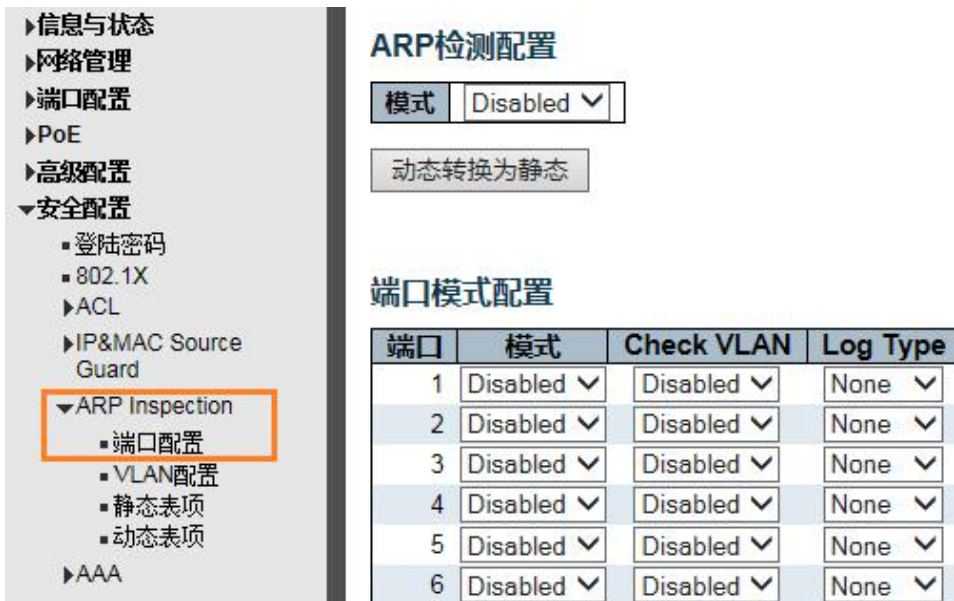 信息与状态
网络管理
端口配置
PoE
高级配置
安全配置
登陆密码
802.1X
ACL
IP&MAC Source
Guard
ARP Inspection
端口配置
VLAN配置
静态表项
动态表项
AAA
ARP检测配置
模式 Disabled
动态转换为静态
端口模式配置
端口 模式 Check VLAN Log Type
1 Disabled Disabled None
2 Disabled Disabled None
3 Disabled Disabled None
4 Disabled Disabled None
5 Disabled Disabled None
6 Disabled Disabled None